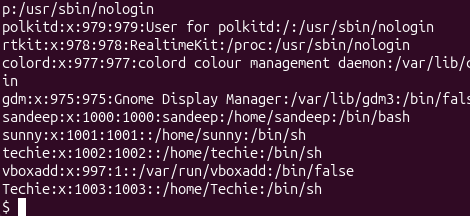 p:/usr/sbin/nologin
polkitd:x:979:979:User for polkitd:/:/usr/sbin/nologin
rtkit:x:978:978:RealtimeKit:/proc:/usr/sbin/nologin
colord:x:977:977:colord colour management daemon:/var/lib/c
in
gdm:x:975:975:Gnome Display Manager:/var/lib/gdm3:/bin/fals
sandeep:x:1000:1000:sandeep:/home/sandeep:/bin/bash
sunny:x:1001:1001::/home/sunny:/bin/sh
techie:x:1002:1002::/home/techie:/bin/sh
vboxadd:x:997:1::/var/run/vboxadd:/bin/false
Techie:x:1003:1003::/home/Techie:/bin/sh
$